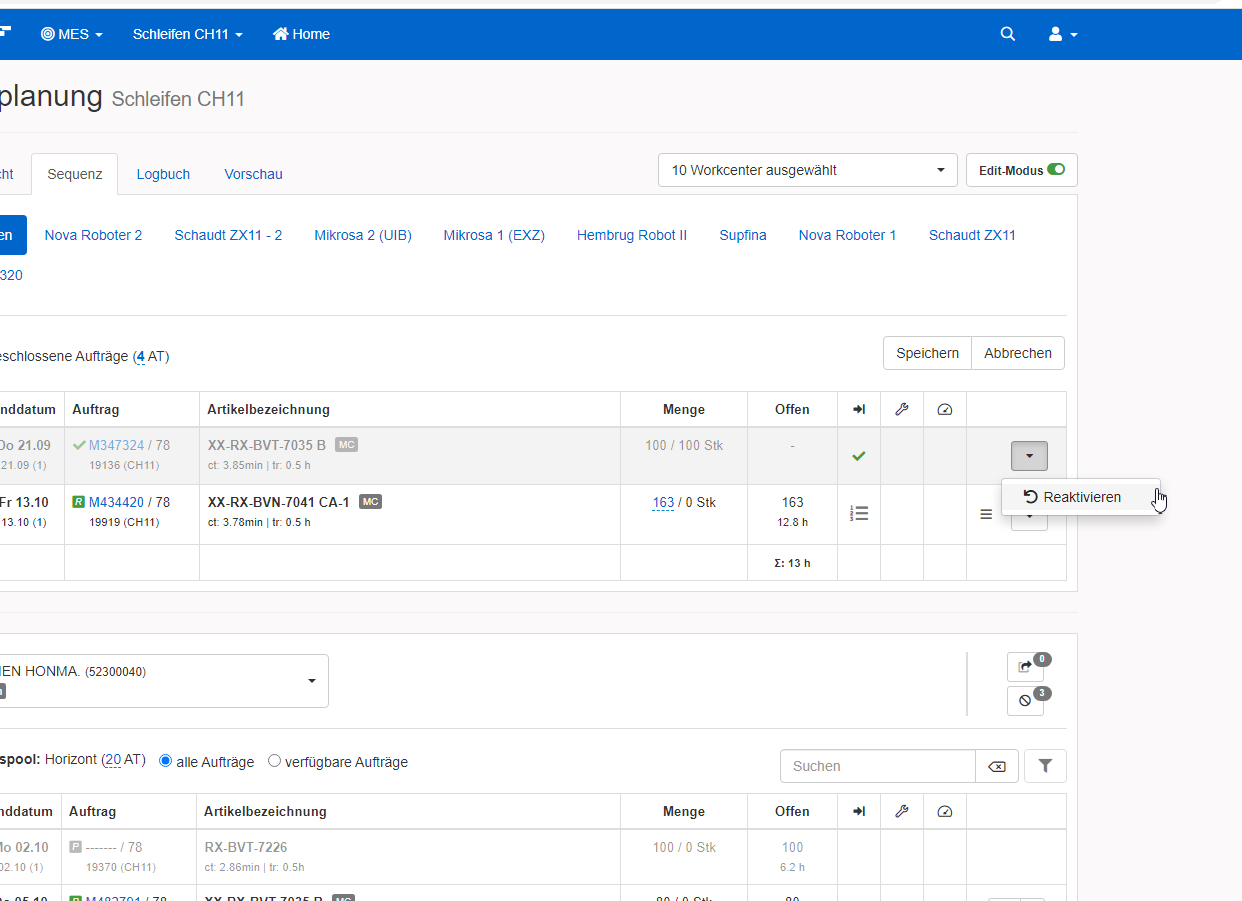 MES Schleifen CH11 Home
planung Schleifen CH11
cht Sequenz Logbuch Vorschau 10 Workcenter ausgewählt Edit-Modus
en Nova Roboter 2 Schaudt ZX11 - 2 Mikrosa 2 (UIB) Mikrosa 1 (EXZ) Hembrug Robot II Supfina Nova Roboter 1 Schaudt ZX11
320
eschlossene Aufträge (4 AT) Speichern Abbrechen
nddatum Auftrag Artikelbezeichnung Menge Offen
Do 21.09 M347324 / 78 XX-RX-BVT-7035 B MC 100 / 100 Stk -
21.09 (1) 19136 (CH11) ct: 3.85min | tr: 0.5 h
Reaktivieren
Fr 13.10 R M434420 / 78 XX-RX-BVN-7041 CA-1 MC 163 / 0 Stk 163
13.10 (1) 19919 (CH11) ct: 3.78min | tr: 0.5 h 12.8 h
Σ: 13 h
IEN HONMA. (52300040) 0
3
spool: Horizont (20 AT) alle Aufträge verfügbare Aufträge Suchen
nddatum Auftrag Artikelbezeichnung Menge Offen
Mo 02.10 P ------- / 78 RX-BVT-7226 100 / 0 Stk 100
02.10 (1) 19370 (CH11) ct: 2.86min | tr: 0.5h 6.2 h
05.10 R M482791 / 78 XX-RX-BVT-7035 B MC 80 / 0 Stk 80